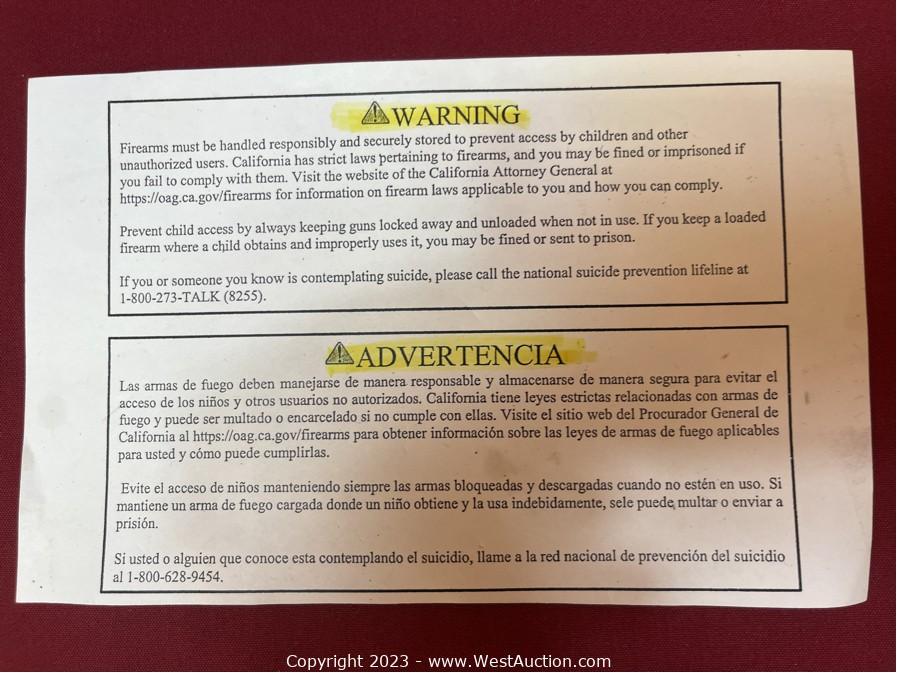 ⚠WARNING
Firearms must be handled responsibly and securely stored to prevent access by children and other
unauthorized users. California has strict laws pertaining to firearms, and you may be fined or imprisoned if
you fail to comply with them. Visit the website of the California Attorney General at
https://oag.ca.gov/firearms for information on firearm laws applicable to you and how you can comply.
Prevent child access by always keeping guns locked away and unloaded when not in use. If you keep a loaded
firearm where a child obtains and improperly uses it, you may be fined or sent to prison.
If you or someone you know is contemplating suicide, please call the national suicide prevention lifeline at
1-800-273-TALK (8255).
⚠ADVERTENCIA
Las armas de fuego deben manejarse de manera responsable y almacenarse de manera segura para evitar el
acceso de los niños y otros usuarios no autorizados. California tiene leyes estrictas relacionadas con armas de
fuego y puede ser multado o encarcelado si no cumple con ellas. Visite el sitio web del Procurador General de
California al https://oag.ca.gov/firearms para obtener información sobre las leyes de armas de fuego aplicables
para usted y cómo puede cumplirlas.
Evite el acceso de niños manteniendo siempre las armas bloqueadas y descargadas cuando no estén en uso. Si
mantiene un arma de fuego cargada donde un niño obtiene y la usa indebidamente, sele puede multar o enviar a
prisión.
Si usted o alguien que conoce esta contemplando el suicidio, llame a la red nacional de prevención del suicidio
al 1-800-628-9454.
Copyright 2023 - www.WestAuction.com